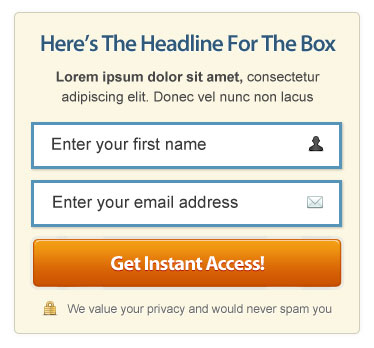 Here's The Headline For The Box
Lorem ipsum dolor sit amet, consectetur
adipiscing elit. Donec vel nunc non lacus
Enter your first name
Enter your email address
Get Instant Access!
We value your privacy and would never spam you